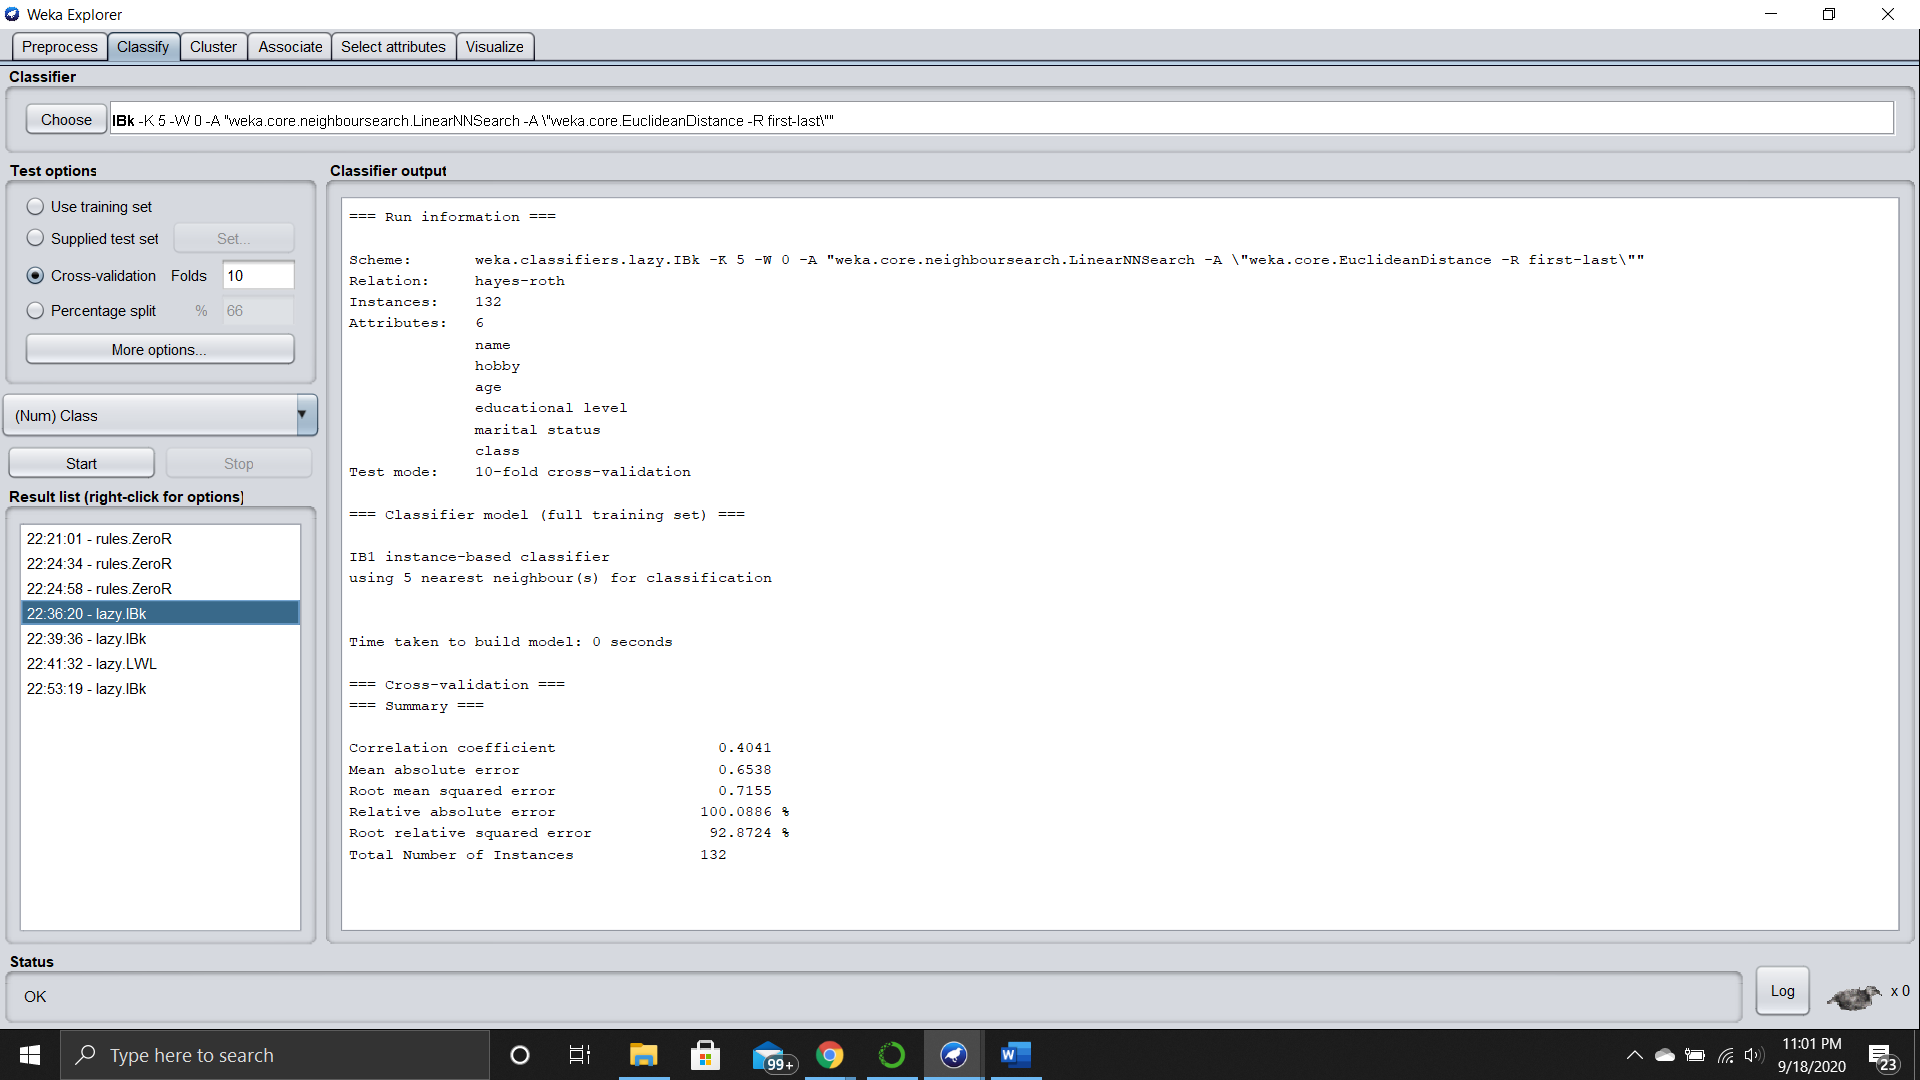 Weka Explorer
Preprocess Classify Cluster Associate Select attributes Visualize
Classifier
Choose IBk -K 5 -W 0 -A "weka.core.neighboursearch.LinearNNSearch -A \"weka.core.EuclideanDistance -R first-last\""
Test options
Use training set
Supplied test set Set...
Cross-validation Folds 10
Percentage split % 66
More options...
(Num) Class
Start Stop
Result list (right-click for options)
22:21:01 - rules.ZeroR
22:24:34 - rules.ZeroR
22:24:58 - rules.ZeroR
22:36:20 - lazy.IBk
22:39:36 - lazy.IBk
22:41:32 - lazy.LWL
22:53:19 - lazy.IBk
Classifier output
=== Run information ===
Scheme: weka.classifiers.lazy.IBk -K 5 -W 0 -A "weka.core.neighboursearch.LinearNNSearch -A \"weka.core.EuclideanDistance -R first-last\""
Relation: hayes-roth
Instances: 132
Attributes: 6
name
hobby
age
educational level
marital status
class
Test mode: 10-fold cross-validation
=== Classifier model (full training set) ===
IB1 instance-based classifier
using 5 nearest neighbour(s) for classification
Time taken to build model: 0 seconds
=== Cross-validation ===
=== Summary ===
Correlation coefficient 0.4041
Mean absolute error 0.6538
Root mean squared error 0.7155
Relative absolute error 100.0886 %
Root relative squared error 92.8724 %
Total Number of Instances 132
Status
OK
Log
x 0
Type here to search
99+
W
11:01 PM
9/18/2020
23